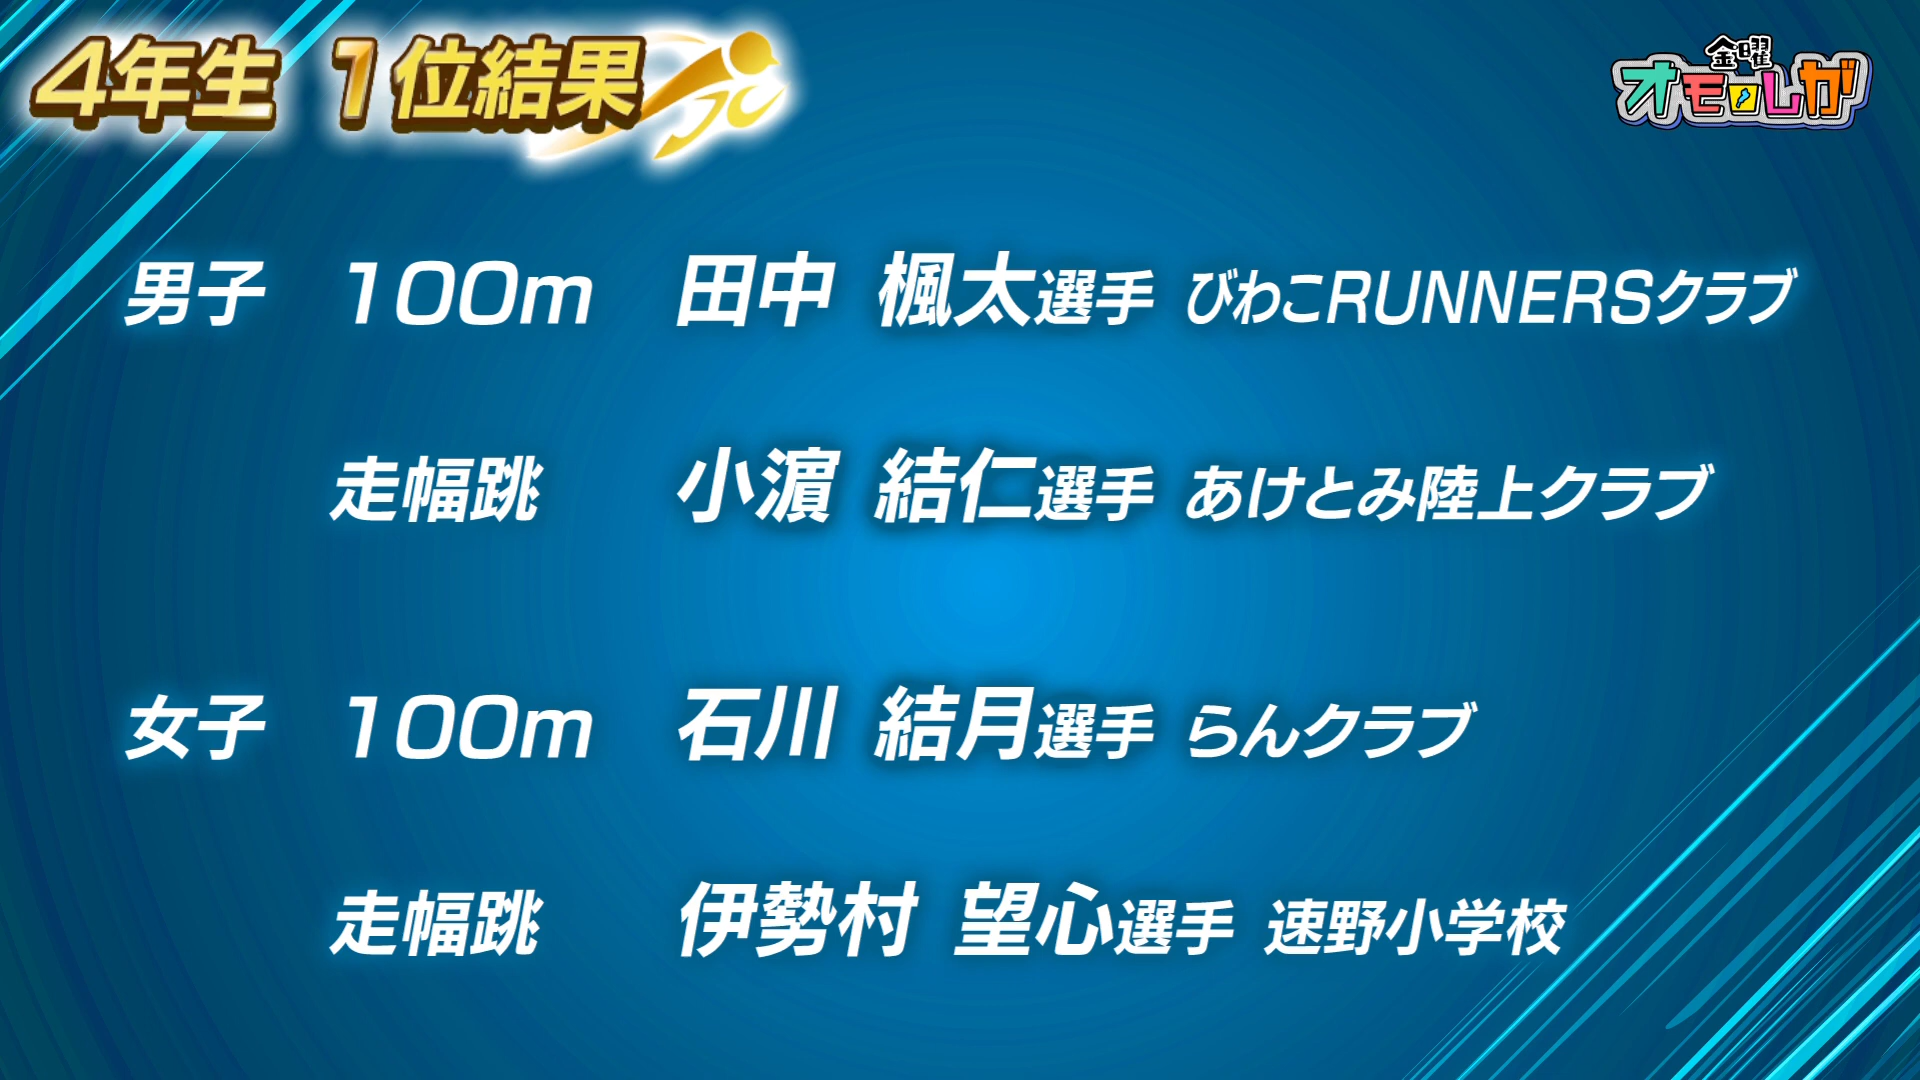 4年生 1位結果
金曜オモロしが
男子 100m 田中 楓太選手 びわこRUNNERSクラブ
走幅跳 小濵 結仁選手 あけとみ陸上クラブ
女子 100m 石川 結月選手 らんクラブ
走幅跳 伊勢村 望心選手 速野小学校